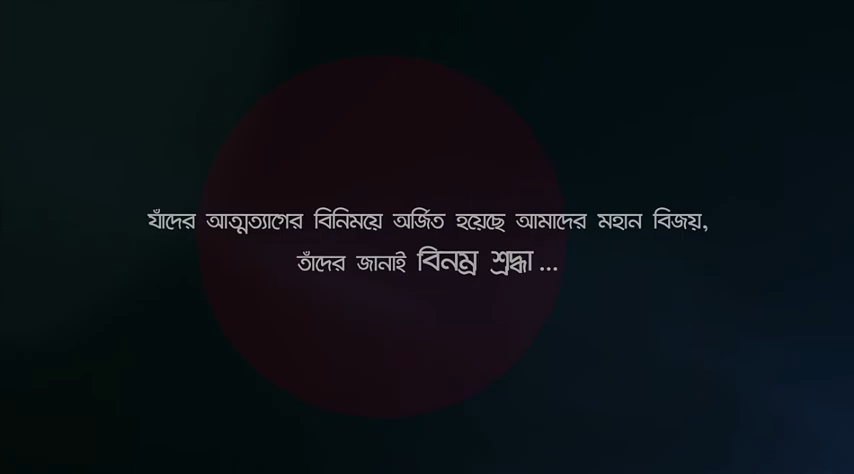 যাঁদের আত্মত্যাগের বিনিময়ে অর্জিত হয়েছে আমাদের মহান বিজয়,
তাঁদের জানাই বিনম্র শ্রদ্ধা ...